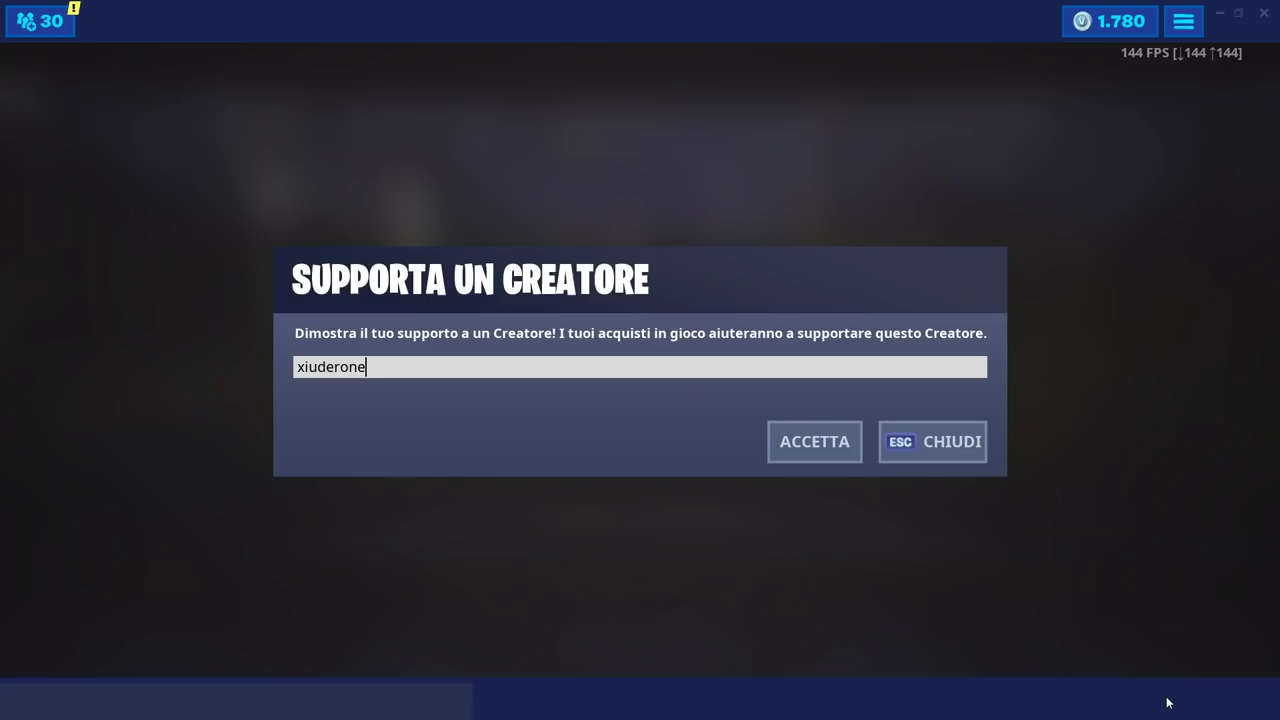 30 !
1.780
144 FPS [↓144 ↑144]
SUPPORTA UN CREATORE
Dimostra il tuo supporto a un Creatore! I tuoi acquisti in gioco aiuteranno a supportare questo Creatore.
xiuderone
ACCETTA
ESC CHIUDI